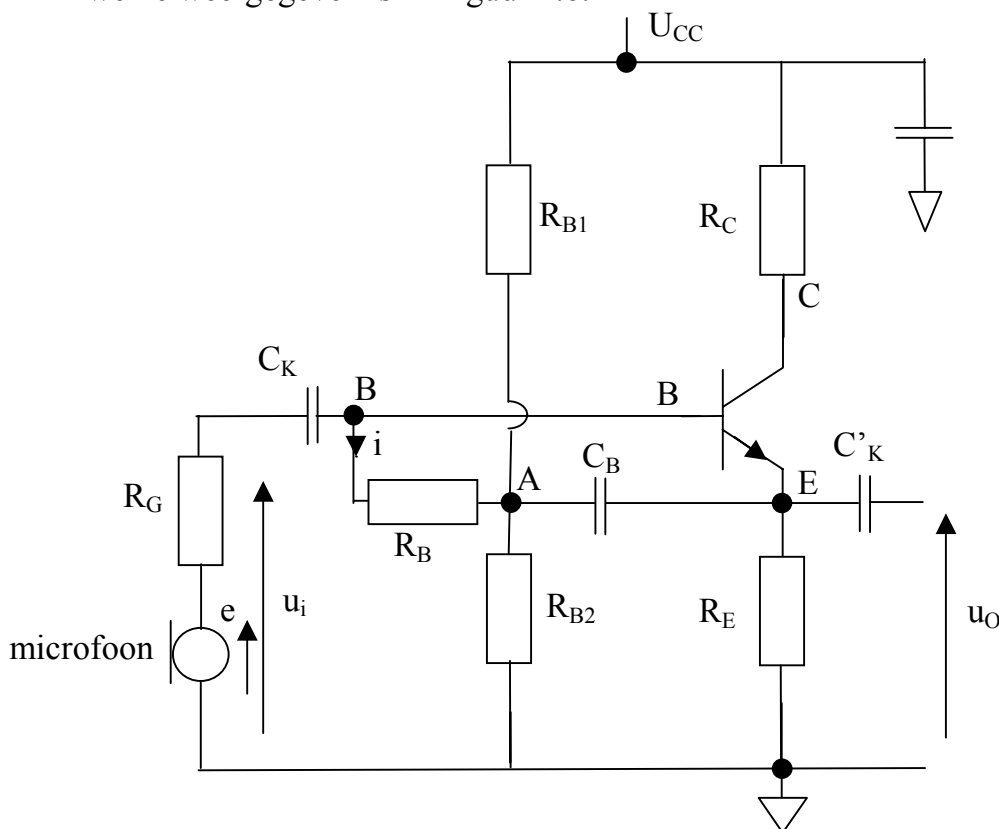 U_CC
R_B1
R_C
C
C_K
B
B
i
C_B
C'_K
A
E
R_G
R_B
R_B2
R_E
e
u_i
u_O
microfoon